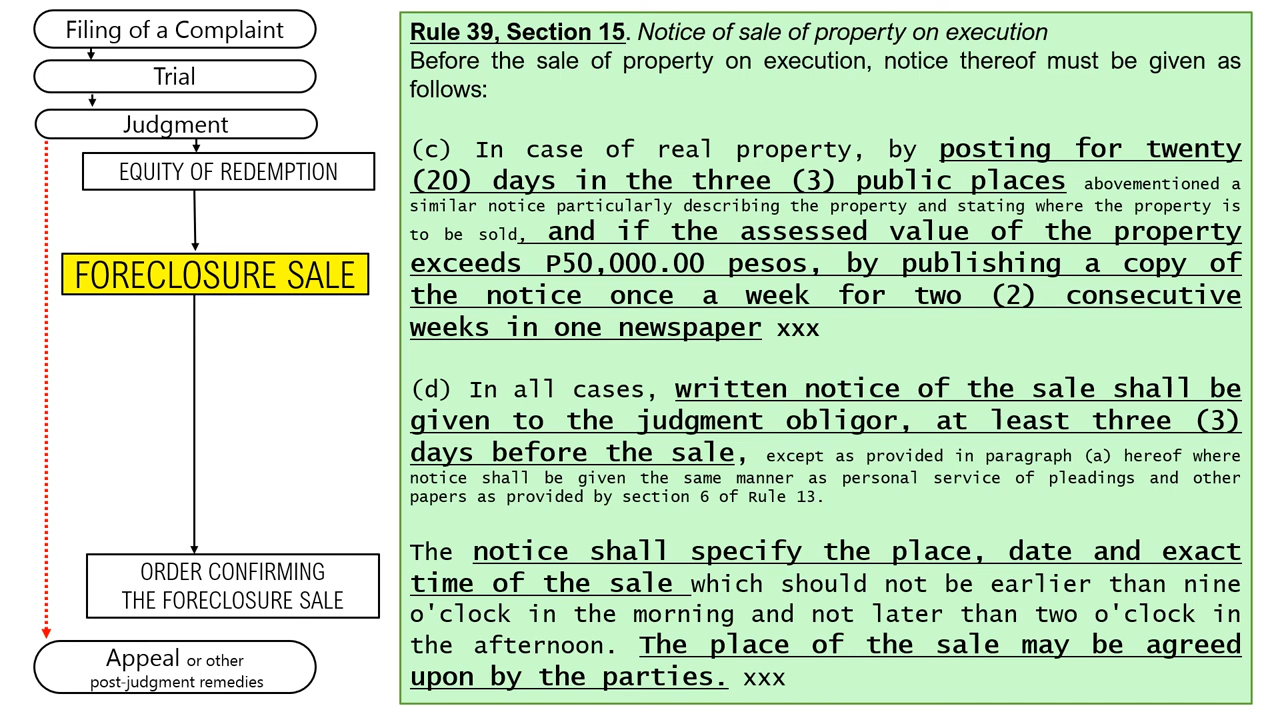 Filing of a Complaint
Trial
Judgment
EQUITY OF REDEMPTION
FORECLOSURE SALE
ORDER CONFIRMING
THE FORECLOSURE SALE
Appeal or other
post-judgment remedies
Rule 39, Section 15. Notice of sale of property on execution
Before the sale of property on execution, notice thereof must be given as
follows:
(c) In case of real property, by posting for twenty
(20) days in the three (3) public places abovementioned a
similar notice particularly describing the property and stating where the property is
to be sold, and if the assessed value of the property
exceeds P50,000.00 pesos, by publishing a copy of
the notice once a week for two (2) consecutive
weeks in one newspaper xxx
(d) In all cases, written notice of the sale shall be
given to the judgment obligor, at least three (3)
days before the sale, except as provided in paragraph (a) hereof where
notice shall be given the same manner as personal service of pleadings and other
papers as provided by section 6 of Rule 13.
The notice shall specify the place, date and exact
time of the sale which should not be earlier than nine
o'clock in the morning and not later than two o'clock in
the afternoon. The place of the sale may be agreed
upon by the parties. xxx